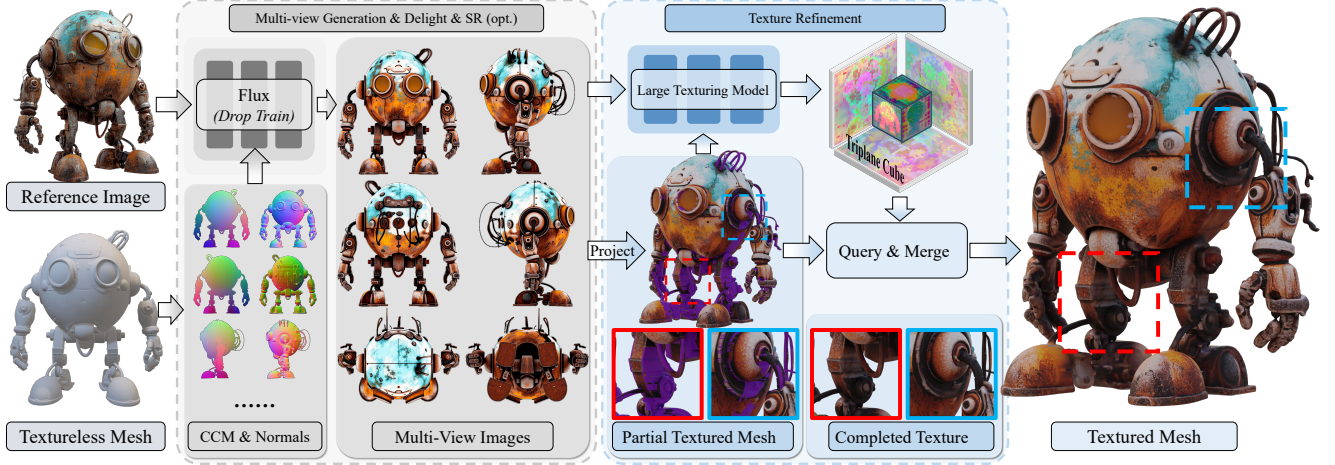 Multi-view Generation & Delight & SR (opt.)
Texture Refinement
Flux
(Drop Train)
Large Texturing Model
Triplane Cube
Reference Image
Project
Query & Merge
......
Textureless Mesh
CCM & Normals
Multi-View Images
Partial Textured Mesh
Completed Texture
Textured Mesh